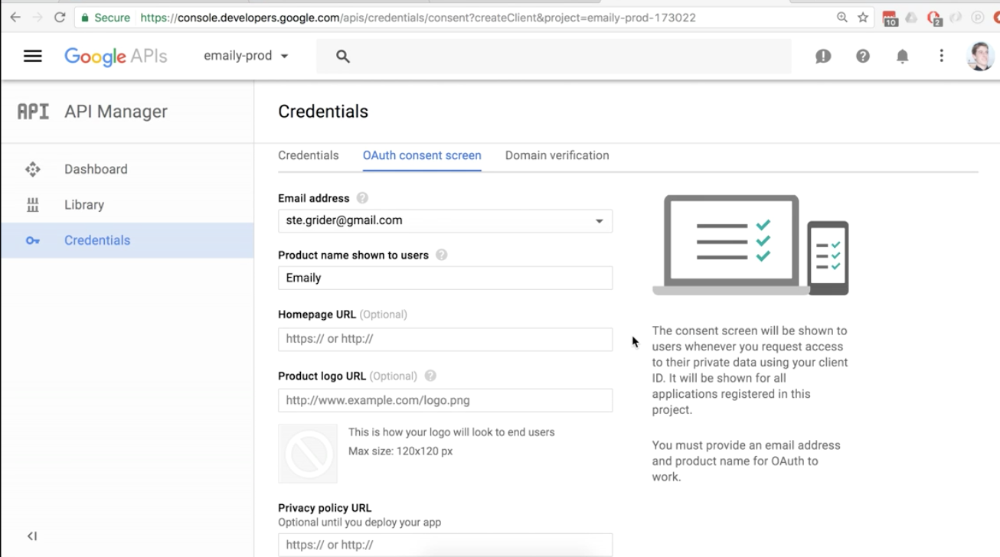 Secure https://console.developers.google.com/apis/credentials/consent?createClient&project=emaily-prod-173022
10
2
Google APIs emaily-prod
API API Manager
Credentials
Dashboard
Library
Credentials
Credentials OAuth consent screen Domain verification
Email address
ste.grider@gmail.com
Product name shown to users
Emaily
Homepage URL (Optional)
https:// or http://
Product logo URL (Optional)
http://www.example.com/logo.png
This is how your logo will look to end users
Max size: 120x120 px
Privacy policy URL
Optional until you deploy your app
https:// or http://
The consent screen will be shown to
users whenever you request access
to their private data using your client
ID. It will be shown for all
applications registered in this
project.
You must provide an email address
and product name for OAuth to
work.